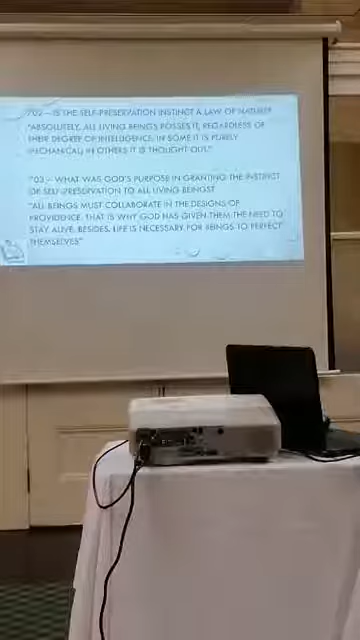 702 – IS THE SELF-PRESERVATION INSTINCT A LAW OF NATURE?
"ABSOLUTELY. ALL LIVING BEINGS POSSES IT, REGARDLESS OF
THEIR DEGREE OF INTELLIGENCE. IN SOME IT IS PURELY
MECHANICAL; IN OTHERS IT IS THOUGHT OUT."
703 – WHAT WAS GOD'S PURPOSE IN GRANTING THE INSTINCT
OF SELF-PRESERVATION TO ALL LIVING BEINGS?
"ALL BEINGS MUST COLLABORATE IN THE DESIGNS OF
PROVIDENCE. THAT IS WHY GOD HAS GIVEN THEM THE NEED TO
STAY ALIVE. BESIDES, LIFE IS NECESSARY FOR BEINGS TO PERFECT
THEMSELVES"